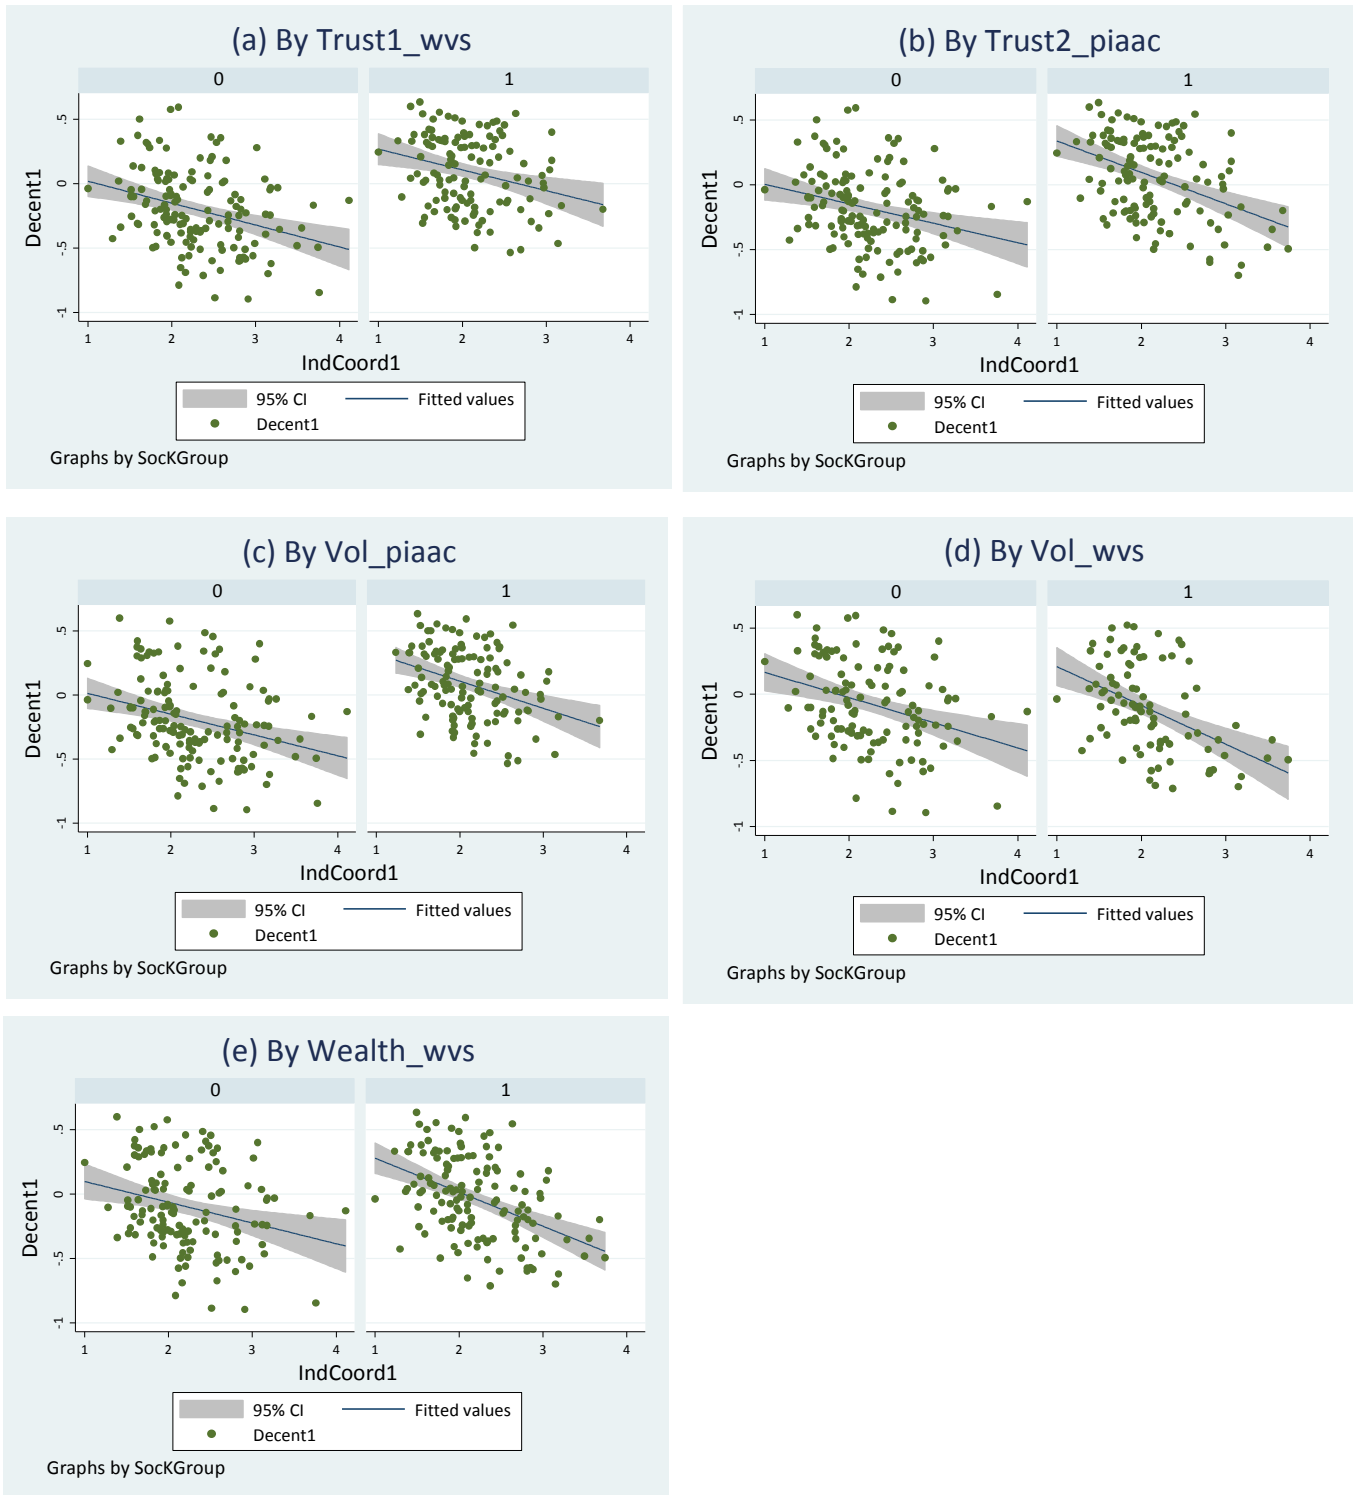 (a) By Trust1_wvs
0 1
.5
0
-.5
-1
Decent1
1 2 3 4 1 2 3 4
IndCoord1
95% CI Fitted values
Decent1
Graphs by SocKGroup
(b) By Trust2_piaac
0 1
.5
0
-.5
-1
Decent1
1 2 3 4 1 2 3 4
IndCoord1
95% CI Fitted values
Decent1
Graphs by SocKGroup
(c) By Vol_piaac
0 1
.5
0
-.5
-1
Decent1
1 2 3 4 1 2 3 4
IndCoord1
95% CI Fitted values
Decent1
Graphs by SocKGroup
(d) By Vol_wvs
0 1
.5
0
-.5
-1
Decent1
1 2 3 4 1 2 3 4
IndCoord1
95% CI Fitted values
Decent1
Graphs by SocKGroup
(e) By Wealth_wvs
0 1
.5
0
-.5
-1
Decent1
1 2 3 4 1 2 3 4
IndCoord1
95% CI Fitted values
Decent1
Graphs by SocKGroup